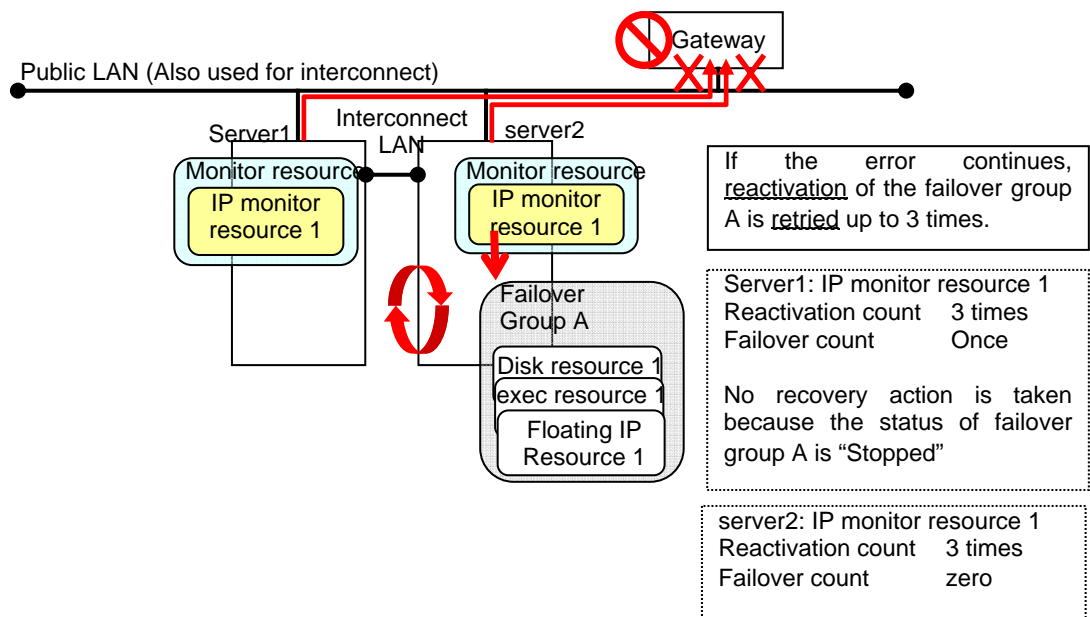 Gateway
Public LAN (Also used for interconnect)
Interconnect
LAN
Server1
server2
Monitor resource
IP monitor
resource 1
Monitor resource
IP monitor
resource 1
Failover
Group A
Disk resource 1
exec resource 1
Floating IP
Resource 1
If the error continues,
reactivation of the failover group
A is retried up to 3 times.
Server1: IP monitor resource 1
Reactivation count 3 times
Failover count Once
No recovery action is taken
because the status of failover
group A is “Stopped”
server2: IP monitor resource 1
Reactivation count 3 times
Failover count zero